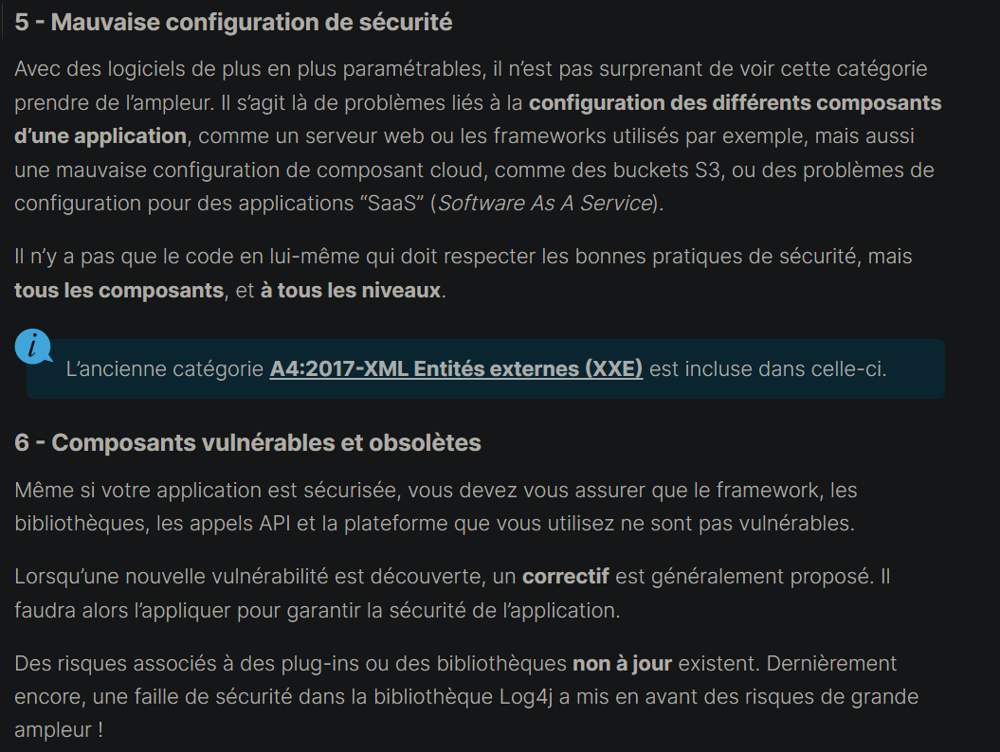 5 - Mauvaise configuration de sécurité
Avec des logiciels de plus en plus paramétrables, il n’est pas surprenant de voir cette catégorie
prendre de l’ampleur. Il s’agit là de problèmes liés à la configuration des différents composants
d’une application, comme un serveur web ou les frameworks utilisés par exemple, mais aussi
une mauvaise configuration de composant cloud, comme des buckets S3, ou des problèmes de
configuration pour des applications “SaaS” (Software As A Service).
Il n’y a pas que le code en lui-même qui doit respecter les bonnes pratiques de sécurité, mais
tous les composants, et à tous les niveaux.
i
L’ancienne catégorie A4:2017-XML Entités externes (XXE) est incluse dans celle-ci.
6 - Composants vulnérables et obsolètes
Même si votre application est sécurisée, vous devez vous assurer que le framework, les
bibliothèques, les appels API et la plateforme que vous utilisez ne sont pas vulnérables.
Lorsqu’une nouvelle vulnérabilité est découverte, un correctif est généralement proposé. Il
faudra alors l’appliquer pour garantir la sécurité de l’application.
Des risques associés à des plug-ins ou des bibliothèques non à jour existent. Dernièrement
encore, une faille de sécurité dans la bibliothèque Log4j a mis en avant des risques de grande
ampleur !